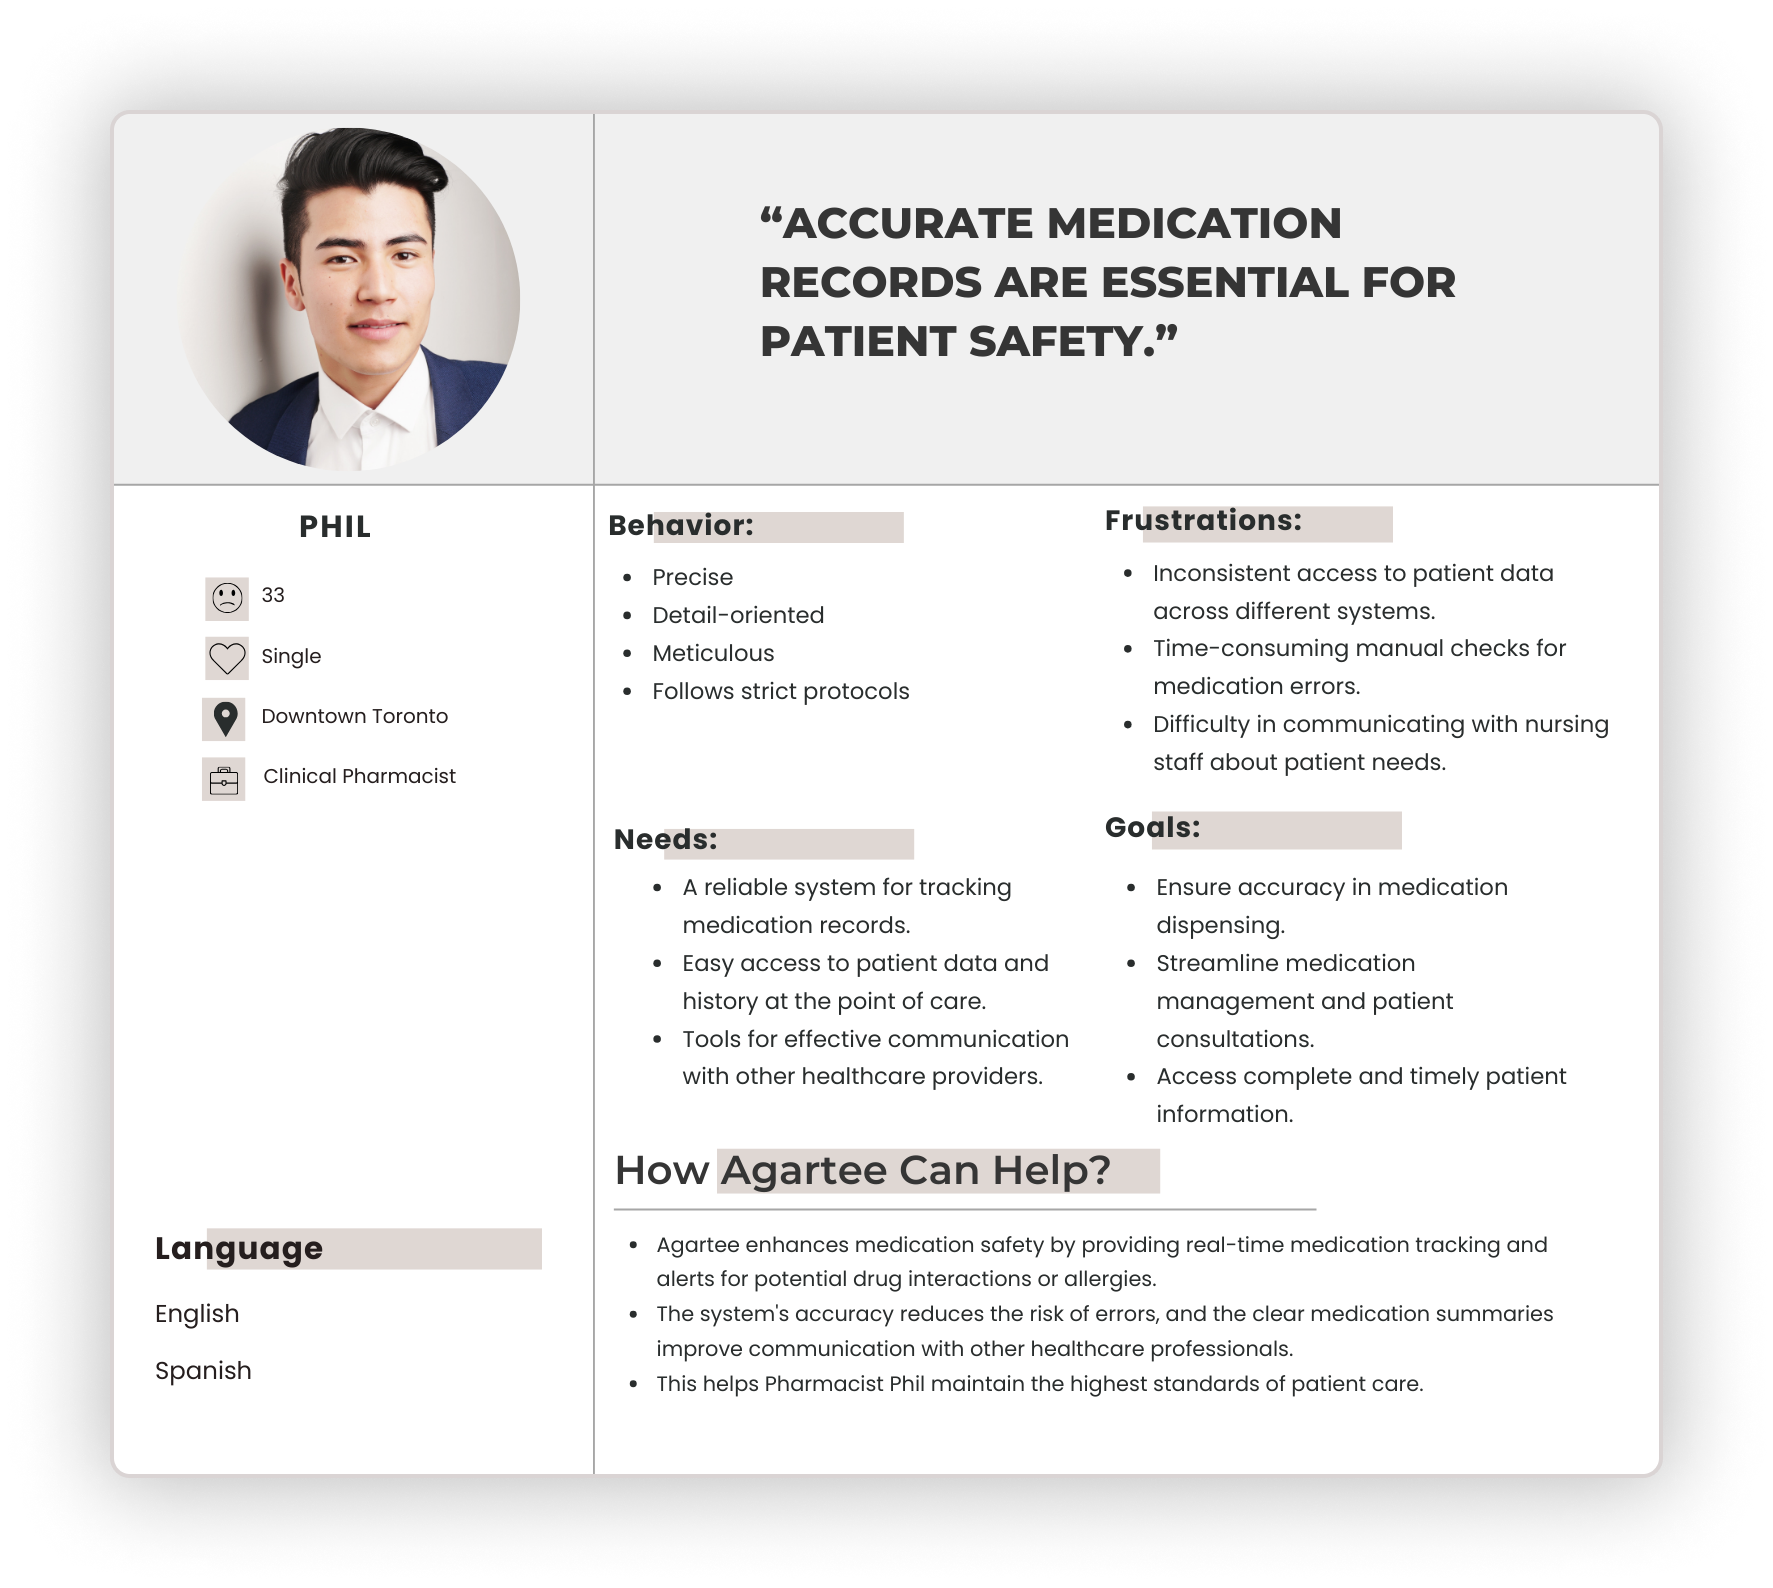 “ACCURATE MEDICATION
RECORDS ARE ESSENTIAL FOR
PATIENT SAFETY.”
PHIL
33
Single
Downtown Toronto
Clinical Pharmacist
Language
English
Spanish
Behavior:
• Precise
• Detail-oriented
• Meticulous
• Follows strict protocols
Frustrations:
• Inconsistent access to patient data
across different systems.
• Time-consuming manual checks for
medication errors.
• Difficulty in communicating with nursing
staff about patient needs.
Needs:
• A reliable system for tracking
medication records.
• Easy access to patient data and
history at the point of care.
• Tools for effective communication
with other healthcare providers.
Goals:
• Ensure accuracy in medication
dispensing.
• Streamline medication
management and patient
consultations.
• Access complete and timely patient
information.
How Agartee Can Help?
• Agartee enhances medication safety by providing real-time medication tracking and
alerts for potential drug interactions or allergies.
• The system's accuracy reduces the risk of errors, and the clear medication summaries
improve communication with other healthcare professionals.
• This helps Pharmacist Phil maintain the highest standards of patient care.